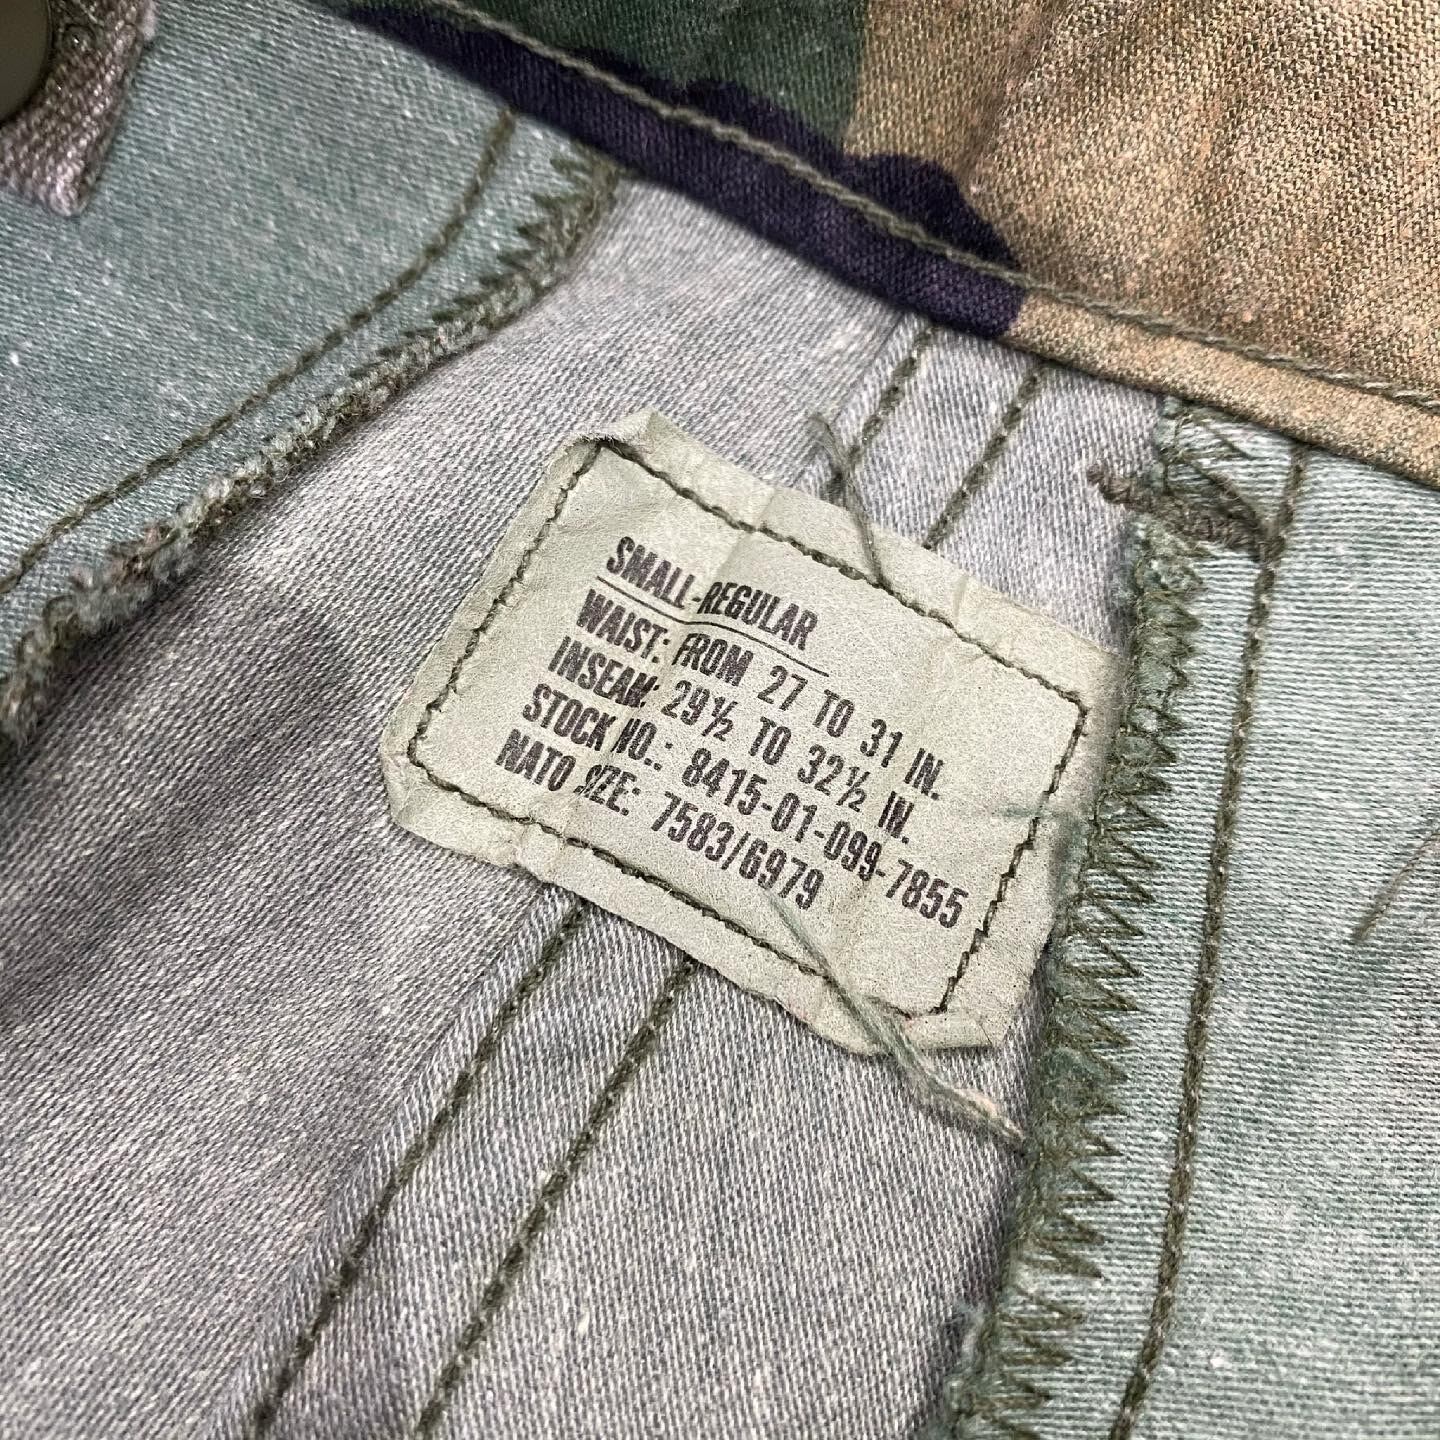 SMALL-REGULAR
WAIST: FROM 27 TO 31 IN.
INSEAM: 29½ TO 32½ IN.
STOCK NO.: 8415-01-099-7855
NATO SIZE: 7583/6979